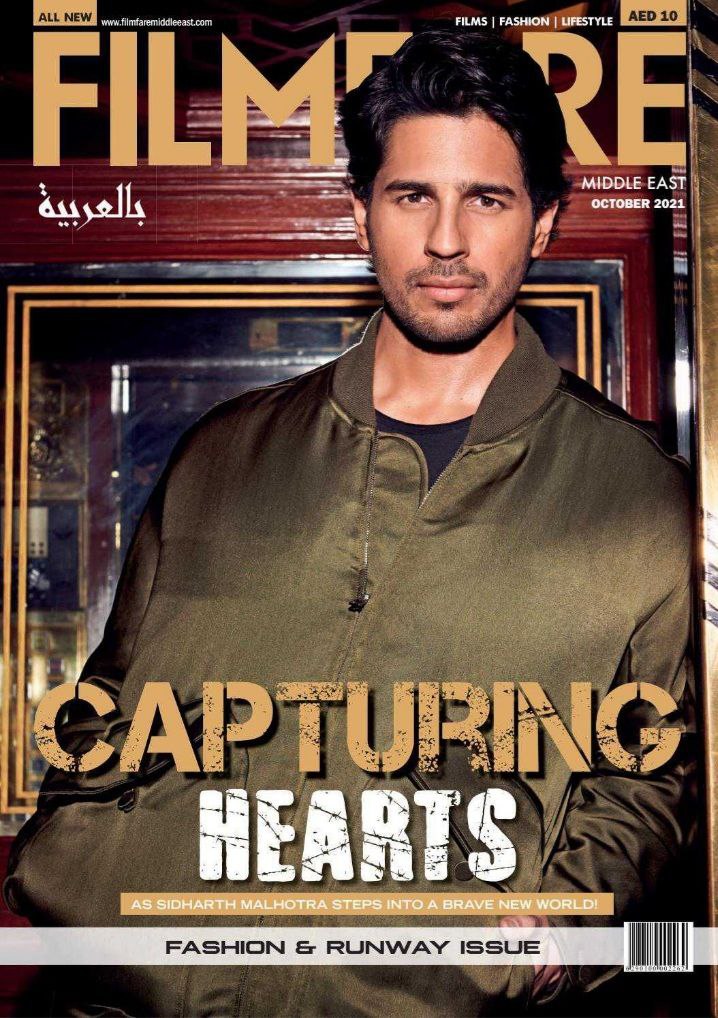 ALL NEW
www.filmfaremiddleeast.com
FILMS | FASHION | LIFESTYLE
AED 10
FILMFARE
MIDDLE EAST
OCTOBER 2021
بالعربية
CAPTURING
HEARTS
AS SIDHARTH MALHOTRA STEPS INTO A BRAVE NEW WORLD!
FASHION & RUNWAY ISSUE
6290100002262